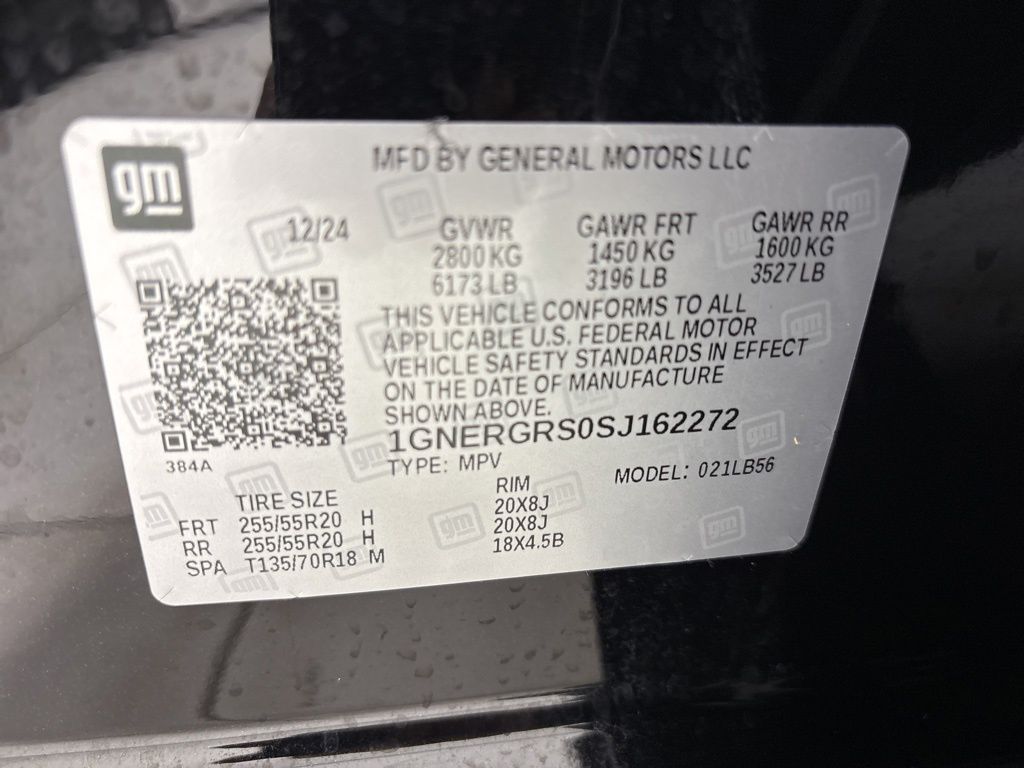 gm
MFD BY GENERAL MOTORS LLC
12/24 GVWR GAWR FRT GAWR RR
2800 KG 1450 KG 1600 KG
6173 LB 3196 LB 3527 LB
THIS VEHICLE CONFORMS TO ALL
APPLICABLE U.S. FEDERAL MOTOR
VEHICLE SAFETY STANDARDS IN EFFECT
ON THE DATE OF MANUFACTURE
SHOWN ABOVE.
1GNERGRS0SJ162272
384A
TYPE: MPV MODEL: 021LB56
TIRE SIZE RIM
FRT 255/55R20 H 20X8J
RR 255/55R20 H 20X8J
SPA T135/70R18 M 18X4.5B